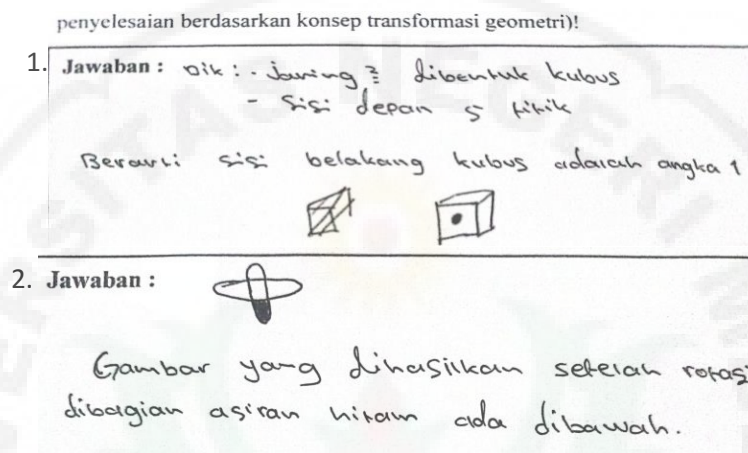 penyelesaian berdasarkan konsep transformasi geometri)!
1. Jawaban : Dik : - Jaring² dibentuk kubus
- Sisi depan 5 titik
Berarti sisi belakang kubus adalah angka 1
2. Jawaban :
Gambar yang dihasilkan setelah rotasi
dibagian asiran hitam ada dibawah.